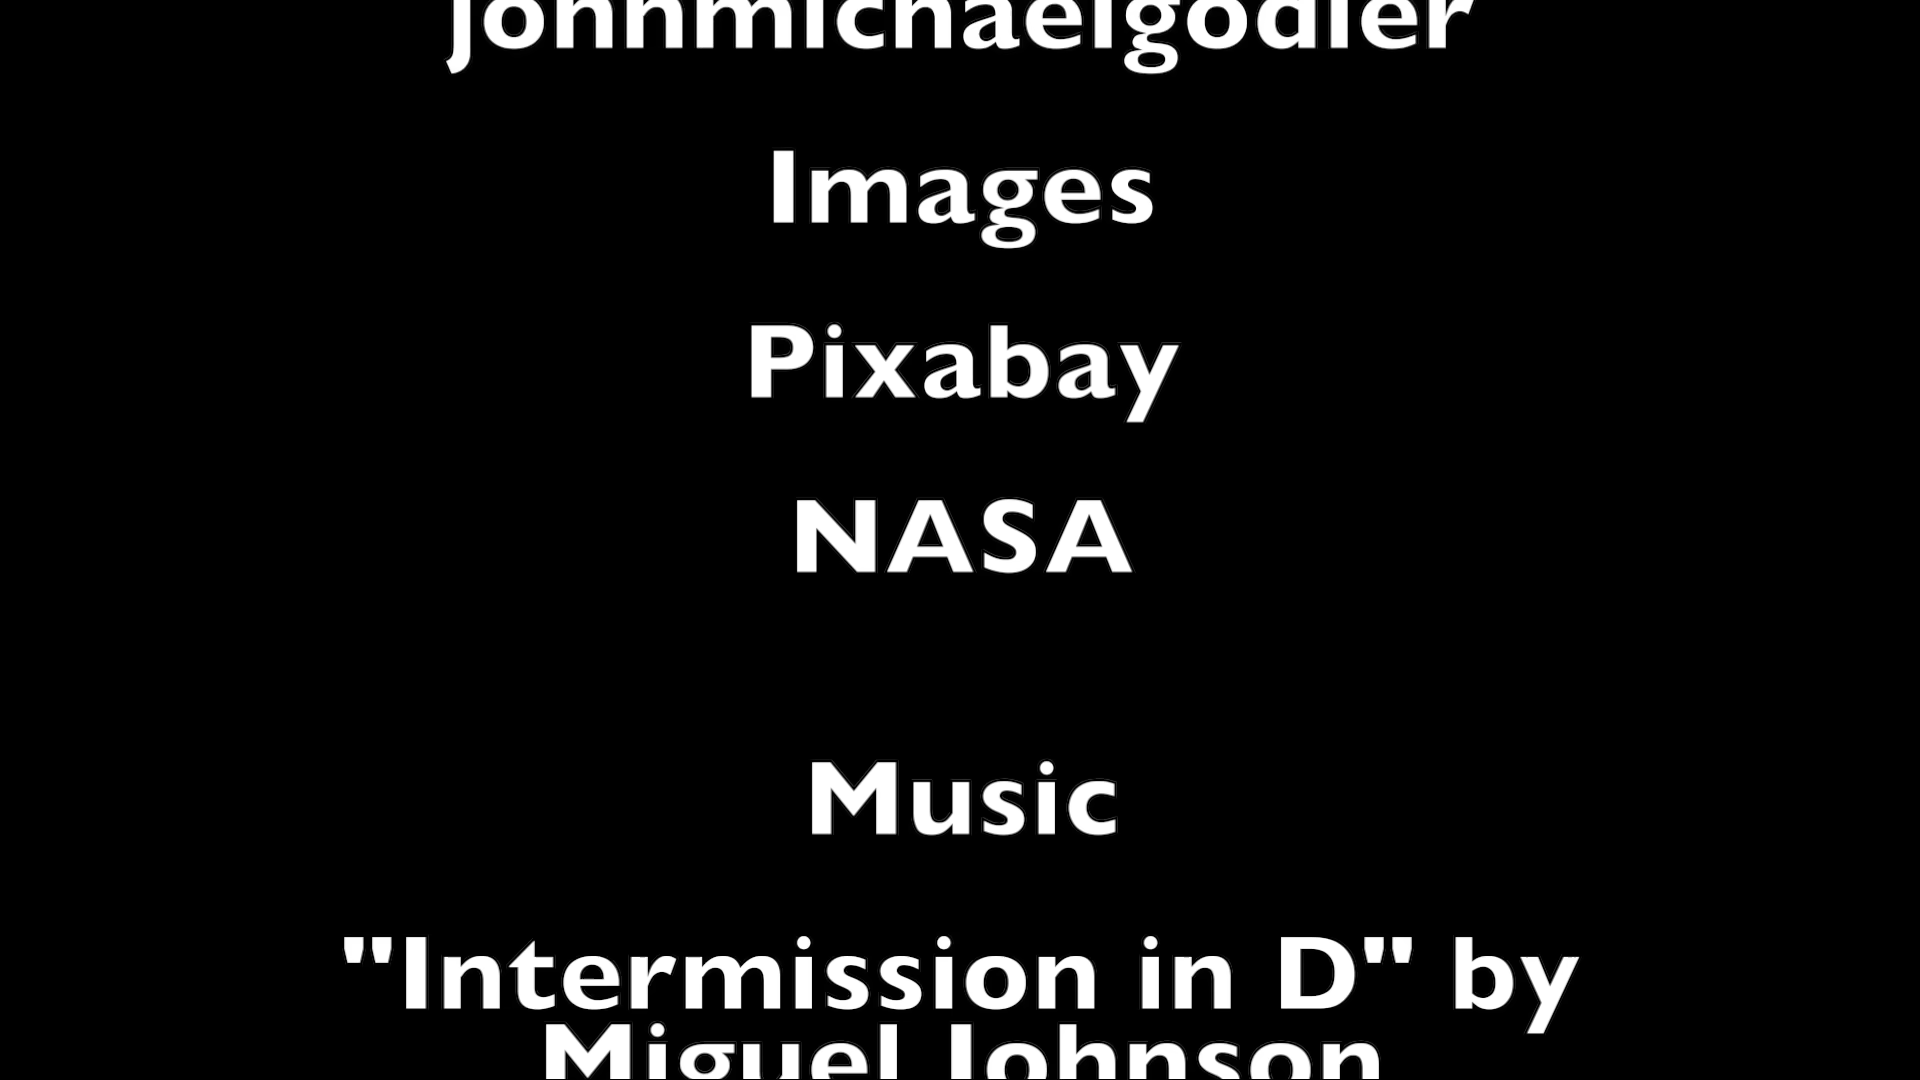 johnmichaelgodier
Images
Pixabay
NASA
Music
"Intermission in D" by
Miguel Johnson